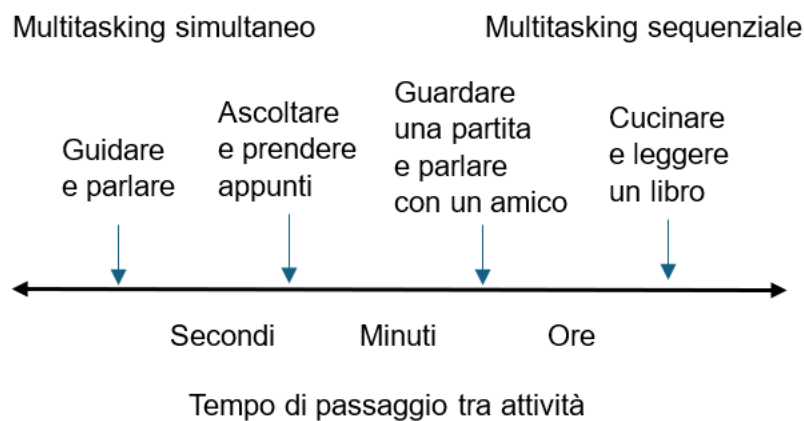 Multitasking simultaneo
Multitasking sequenziale
Guidare
e parlare
Ascoltare
e prendere
appunti
Guardare
una partita
e parlare
con un amico
Cucinare
e leggere
un libro
Secondi
Minuti
Ore
Tempo di passaggio tra attività